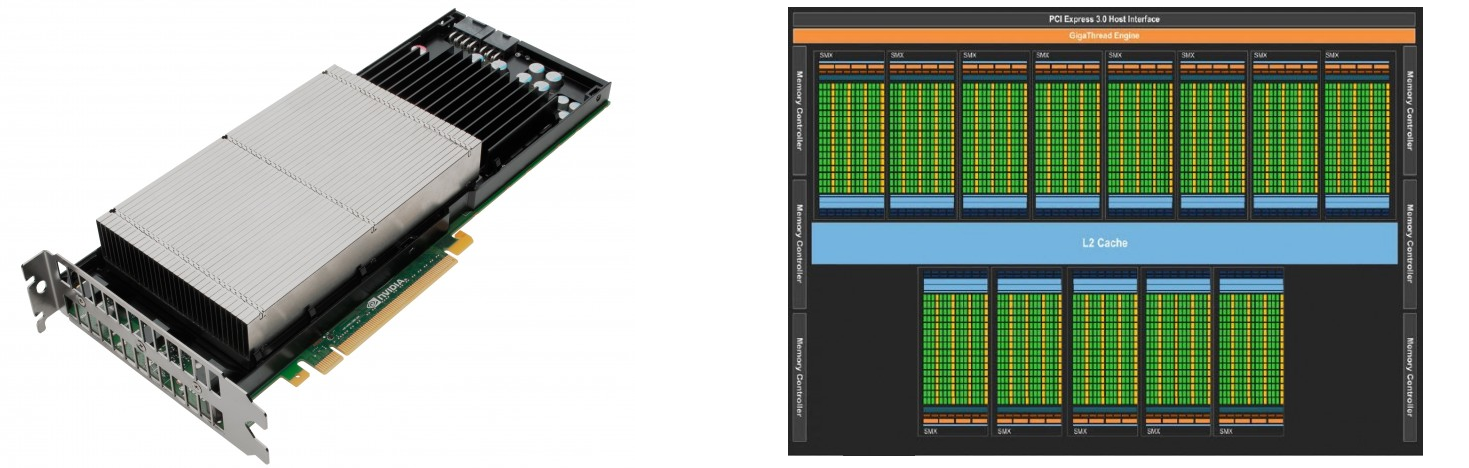 nVIDIA
PCI Express 3.0 Host Interface
GigaThread Engine
SMX SMX SMX SMX SMX SMX SMX SMX
Memory Controller
Memory Controller
Memory Controller
Memory Controller
L2 Cache
Memory Controller
Memory Controller
SMX SMX SMX SMX SMX